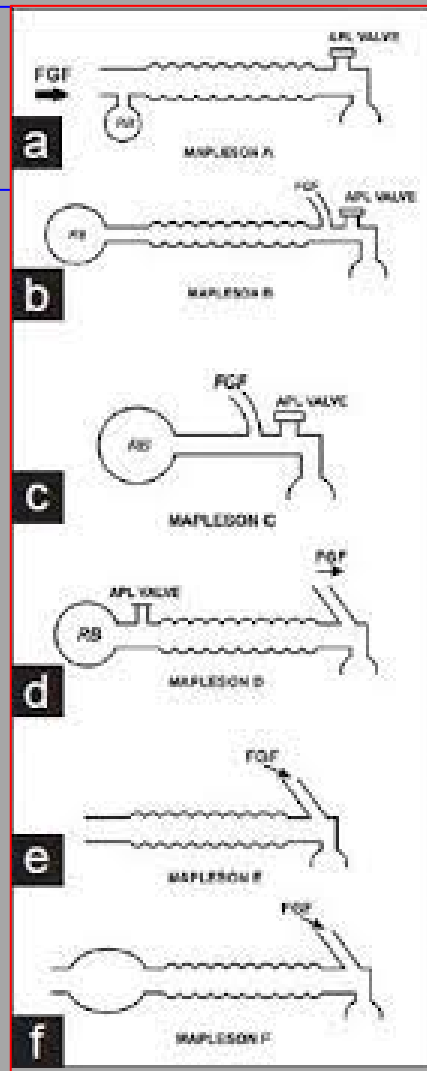 APL VALVE
FGF
RB
a
MAPLESON A
FGF
APL VALVE
RB
b
MAPLESON B
FGF
APL VALVE
RB
c
MAPLESON C
FGF
APL VALVE
RB
d
MAPLESON D
FGF
e
MAPLESON E
FGF
f
MAPLESON F